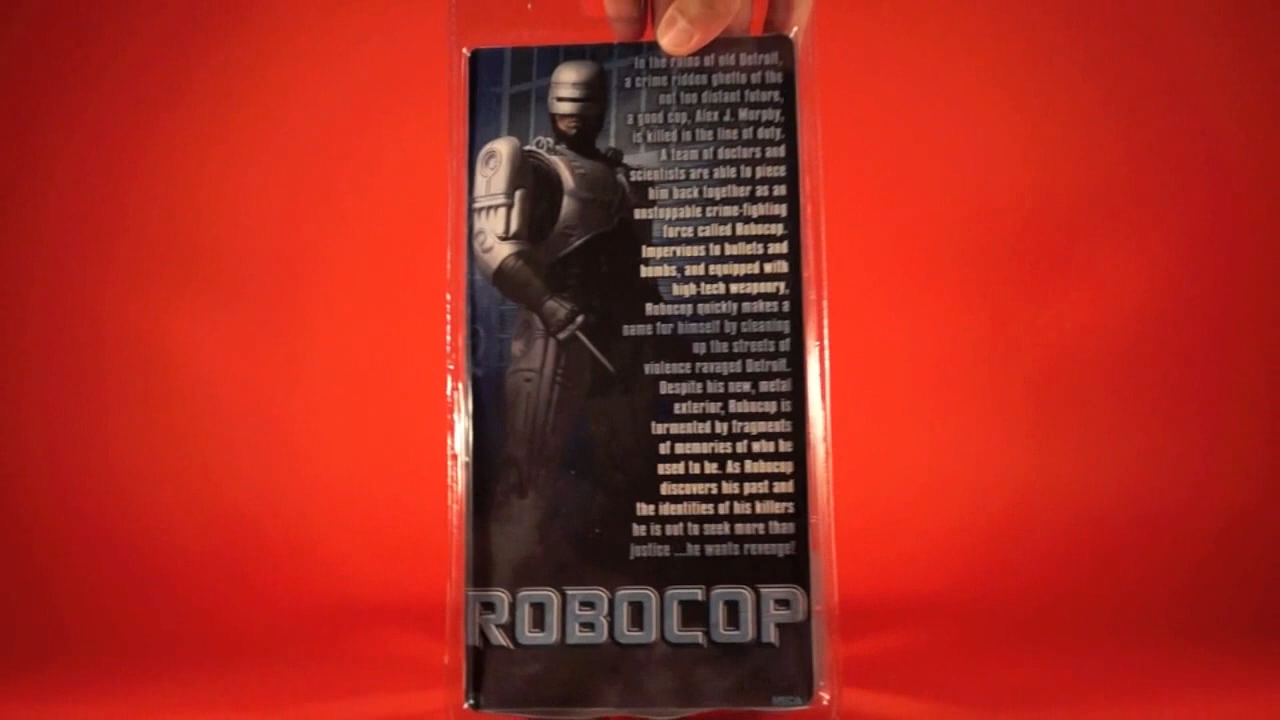 In the ruins of old Detroit,
a crime ridden ghetto of the
not too distant future,
a good cop, Alex J. Murphy,
is killed in the line of duty.
A team of doctors and
scientists are able to piece
him back together as an
unstoppable crime-fighting
force called Robocop.
Impervious to bullets and
bombs, and equipped with
high-tech weaponry,
Robocop quickly makes a
name for himself by cleaning
up the streets of
violence ravaged Detroit.
Despite his new, metal
exterior, Robocop is
tormented by fragments
of memories of who he
used to be. As Robocop
discovers his past and
the identities of his killers
he is out to seek more than
justice ...he wants revenge!
ROBOCOP
NECA